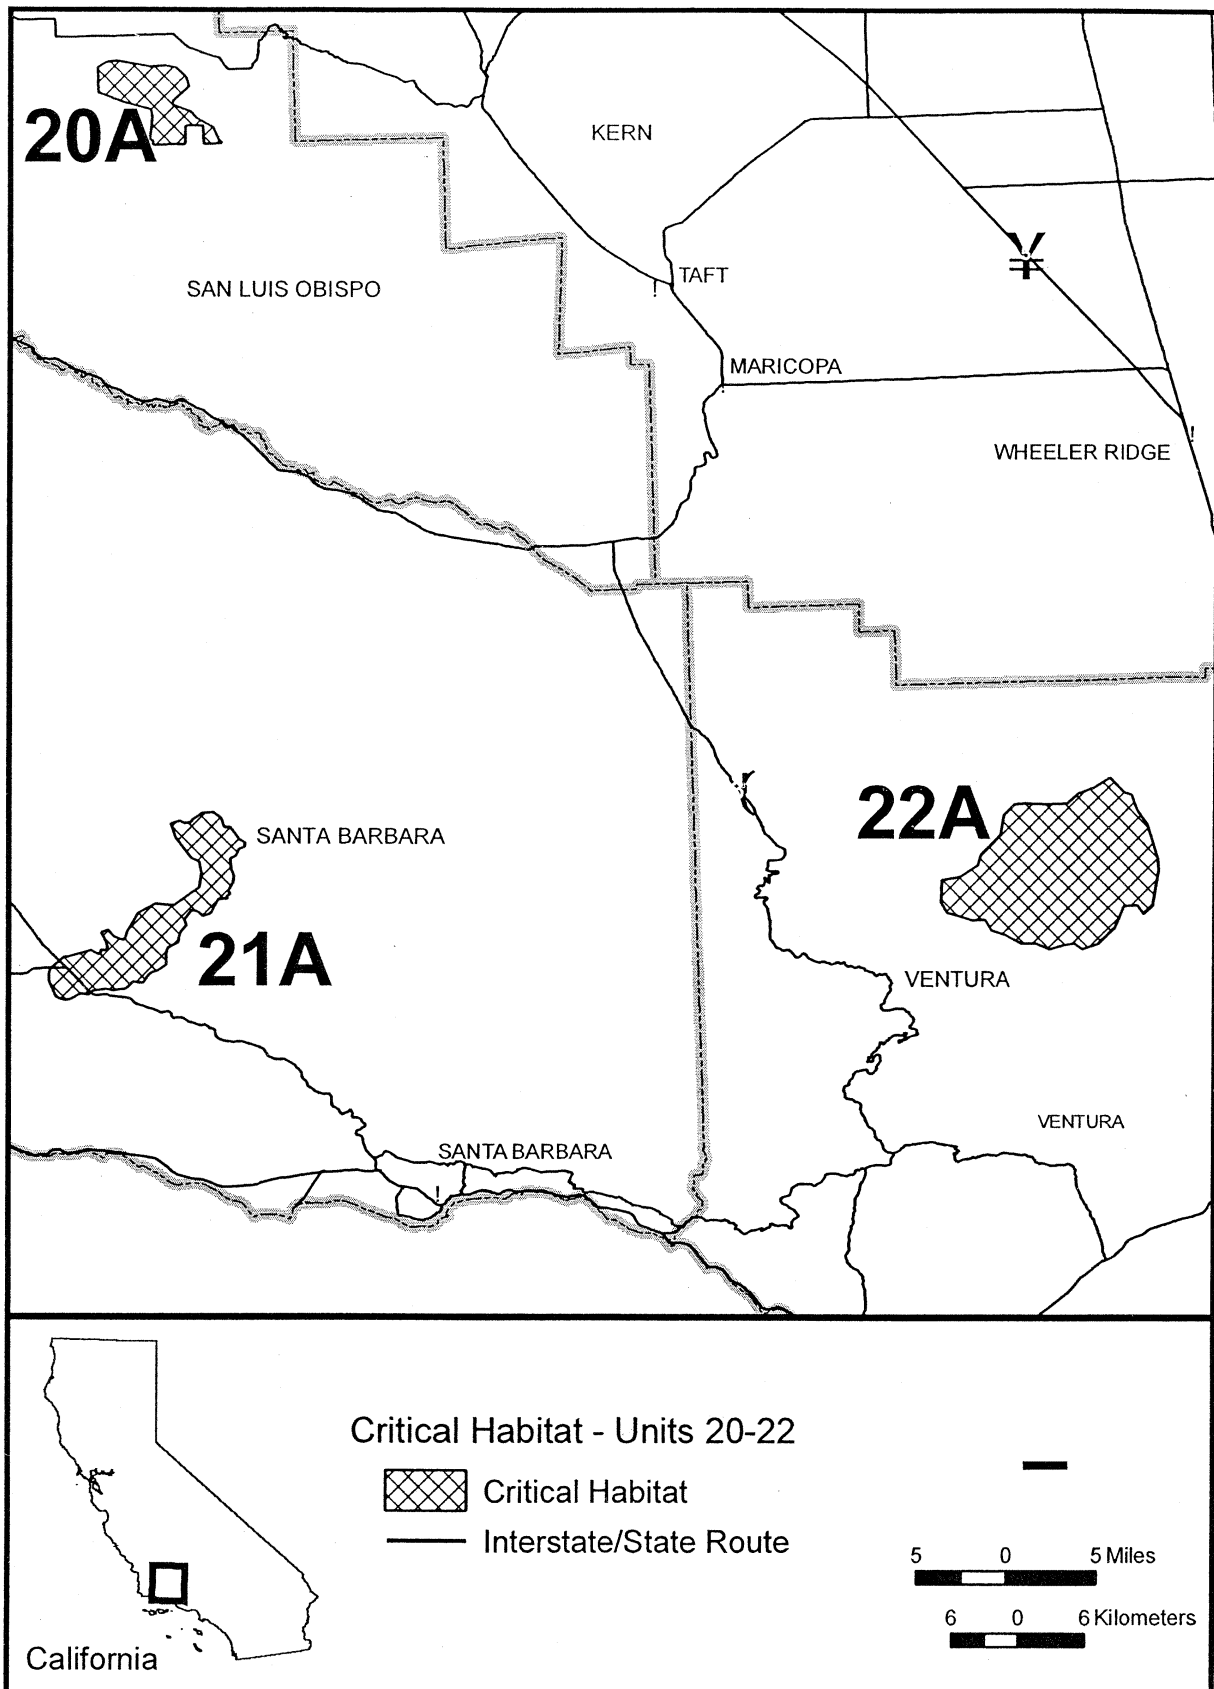 20A
KERN
SAN LUIS OBISPO
TAFT
MARICOPA
WHEELER RIDGE
22A
SANTA BARBARA
21A
VENTURA
VENTURA
SANTA BARBARA
Critical Habitat - Units 20-22
Critical Habitat
Interstate/State Route
5 0 5 Miles
6 0 6 Kilometers
California